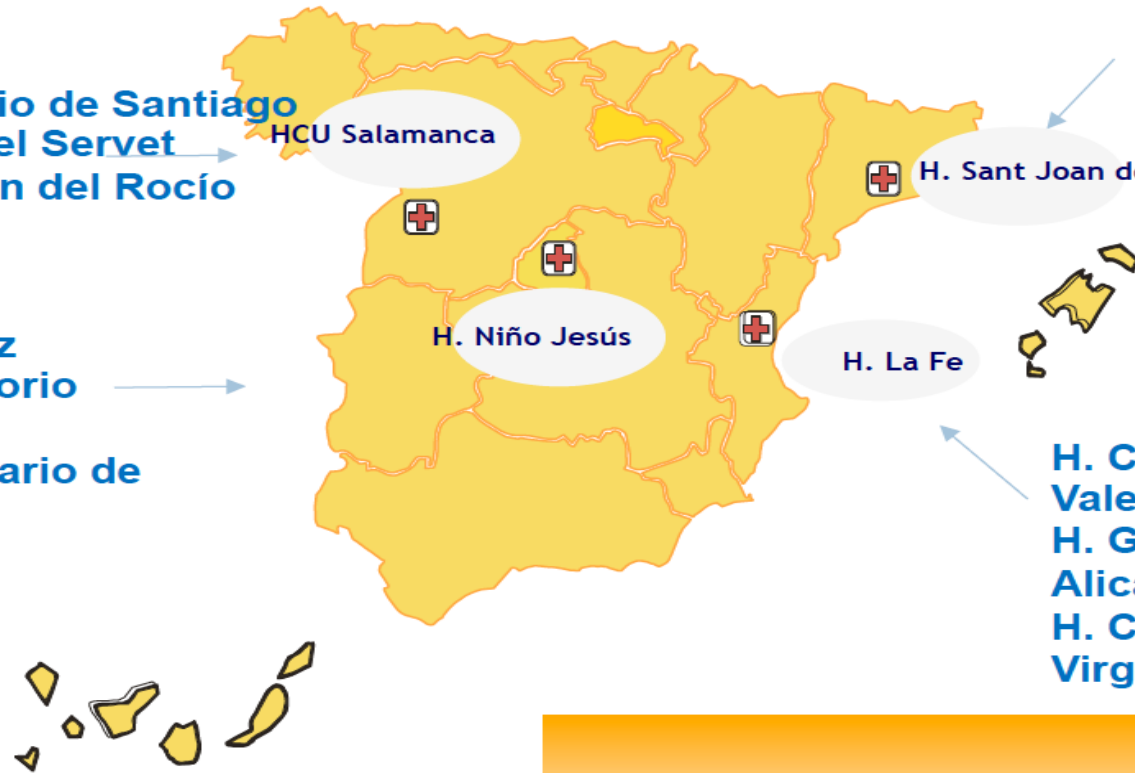 io de Santiago
el Servet
n del Rocío
HCU Salamanca
H. Sant Joan d
H. Niño Jesús
z
orio
ario de
H. La Fe
H. C
Vale
H. G
Alica
H. C
Virg